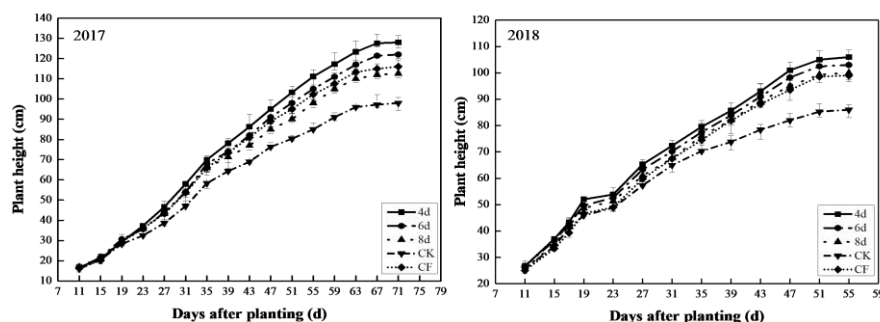 2017
Plant height (cm)
130
120
110
100
90
80
70
60
50
40
30
20
10
7 11 15 19 23 27 31 35 39 43 47 51 55 59 63 67 71 75 79
Days after planting (d)
4d
6d
8d
CK
CF
2018
Plant height (cm)
120
110
100
90
80
70
60
50
40
30
20
7 11 15 19 23 27 31 35 39 43 47 51 55 59
Days after planting (d)
4d
6d
8d
CK
CF